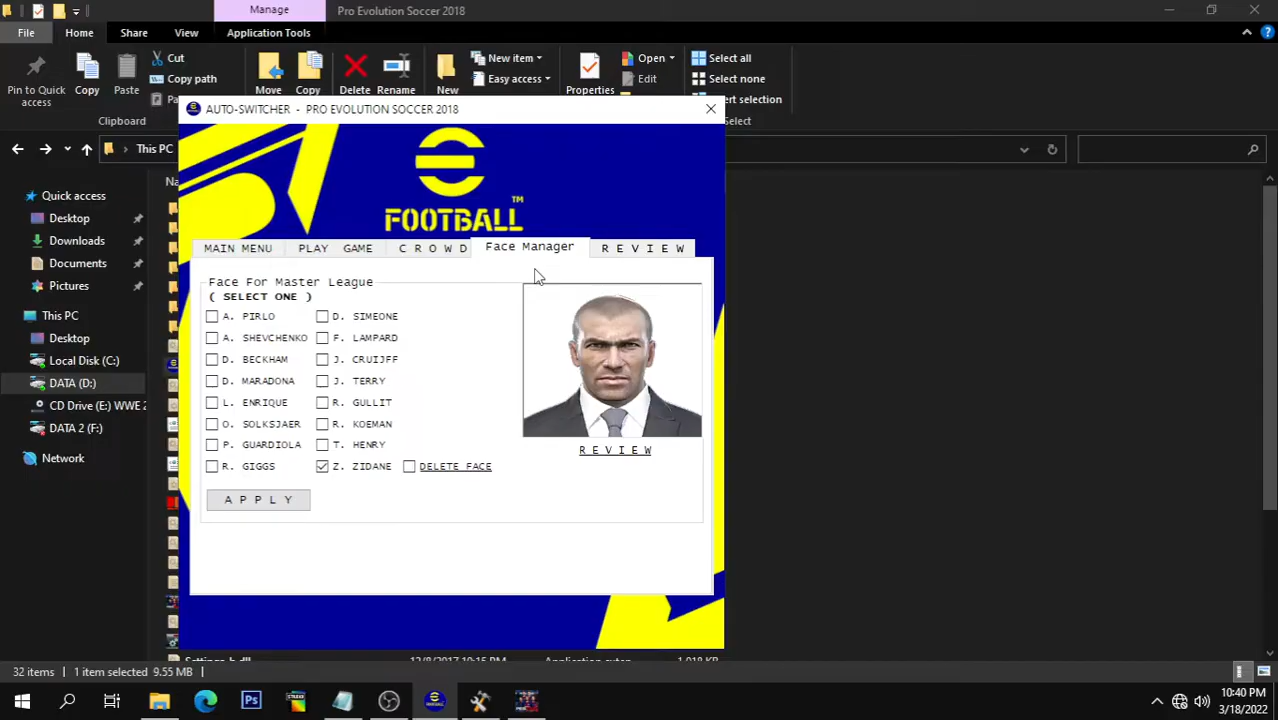 Manage
Pro Evolution Soccer 2018
File
Home
Share
View
Application Tools
Pin to Quick access
Copy
Paste
Cut
Copy path
Move
Copy
Delete
Rename
New
New item
Easy access
Properties
Open
Edit
Select all
Select none
ert selection
Clipboard
Select
This PC
AUTO-SWITCHER - PRO EVOLUTION SOCCER 2018
e
FOOTBALL™
MAIN MENU
PLAY GAME
C R O W D
Face Manager
R E V I E W
Face For Master League
( SELECT ONE )
A. PIRLO
D. SIMEONE
A. SHEVCHENKO
F. LAMPARD
D. BECKHAM
J. CRUIJFF
D. MARADONA
J. TERRY
L. ENRIQUE
R. GULLIT
O. SOLKSJAER
R. KOEMAN
P. GUARDIOLA
T. HENRY
R. GIGGS
Z. ZIDANE
DELETE FACE
R E V I E W
A P P L Y
Quick access
Desktop
Downloads
Documents
Pictures
This PC
Desktop
Local Disk (C:)
DATA (D:)
CD Drive (E:) WWE 2
DATA 2 (F:)
Network
Na
32 items
1 item selected 9.55 MB
10:40 PM
3/18/2022